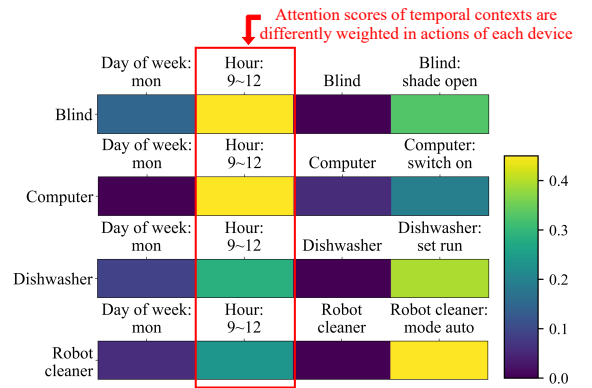 Attention scores of temporal contexts are
differently weighted in actions of each device
Day of week:
mon
Hour:
9~12
Blind
Blind:
shade open
Blind
Day of week:
mon
Hour:
9~12
Computer
Computer:
switch on
Computer
Day of week:
mon
Hour:
9~12
Dishwasher
Dishwasher:
set run
Dishwasher
Day of week:
mon
Hour:
9~12
Robot
cleaner
Robot cleaner:
mode auto
Robot
cleaner
0.4
0.3
0.2
0.1
0.0